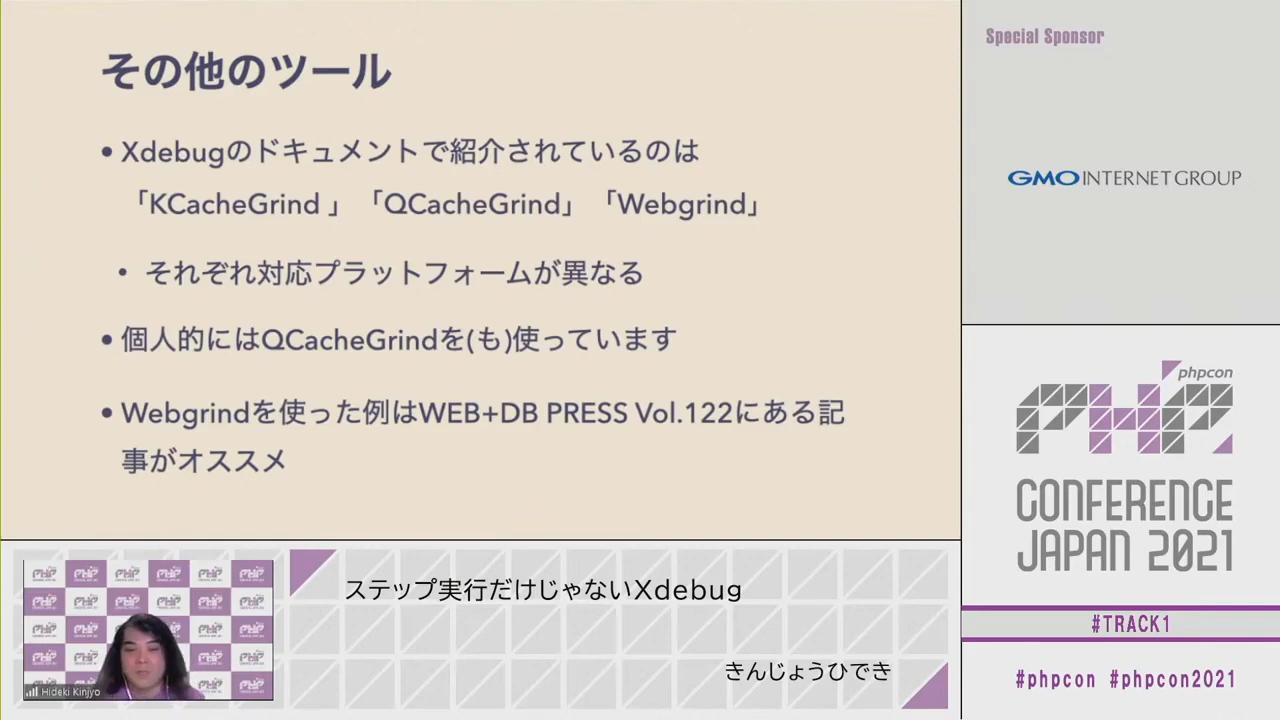 その他のツール
• Xdebugのドキュメントで紹介されているのは
「KCacheGrind 」 「QCacheGrind」 「Webgrind」
• それぞれ対応プラットフォームが異なる
• 個人的にはQCacheGrindを(も)使っています
• Webgrindを使った例はWEB+DB PRESS Vol.122にある記
事がオススメ
Special Sponsor
GMO INTERNET GROUP
phpcon
PHP
CONFERENCE
JAPAN 2021
#TRACK1
#phpcon #phpcon2021
ステップ実行だけじゃないXdebug
きんじょうひでき
Hideki Kinjyo